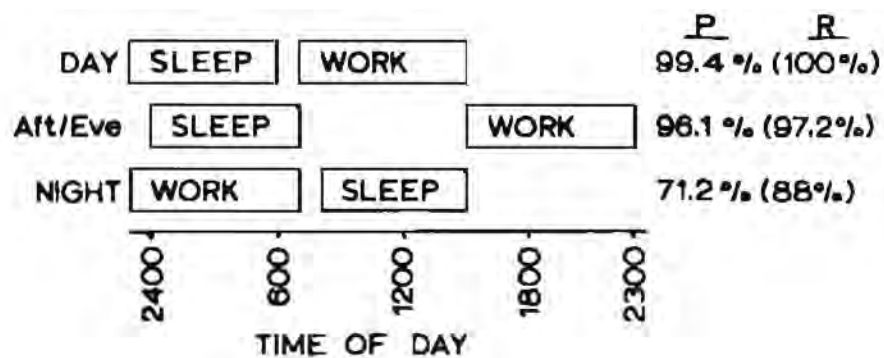 P R
DAY SLEEP WORK 99.4 % (100%)
Aft/Eve SLEEP WORK 96.1 % (97.2%)
NIGHT WORK SLEEP 71.2 % (88%)
2400 600 1200 1800 2300
TIME OF DAY